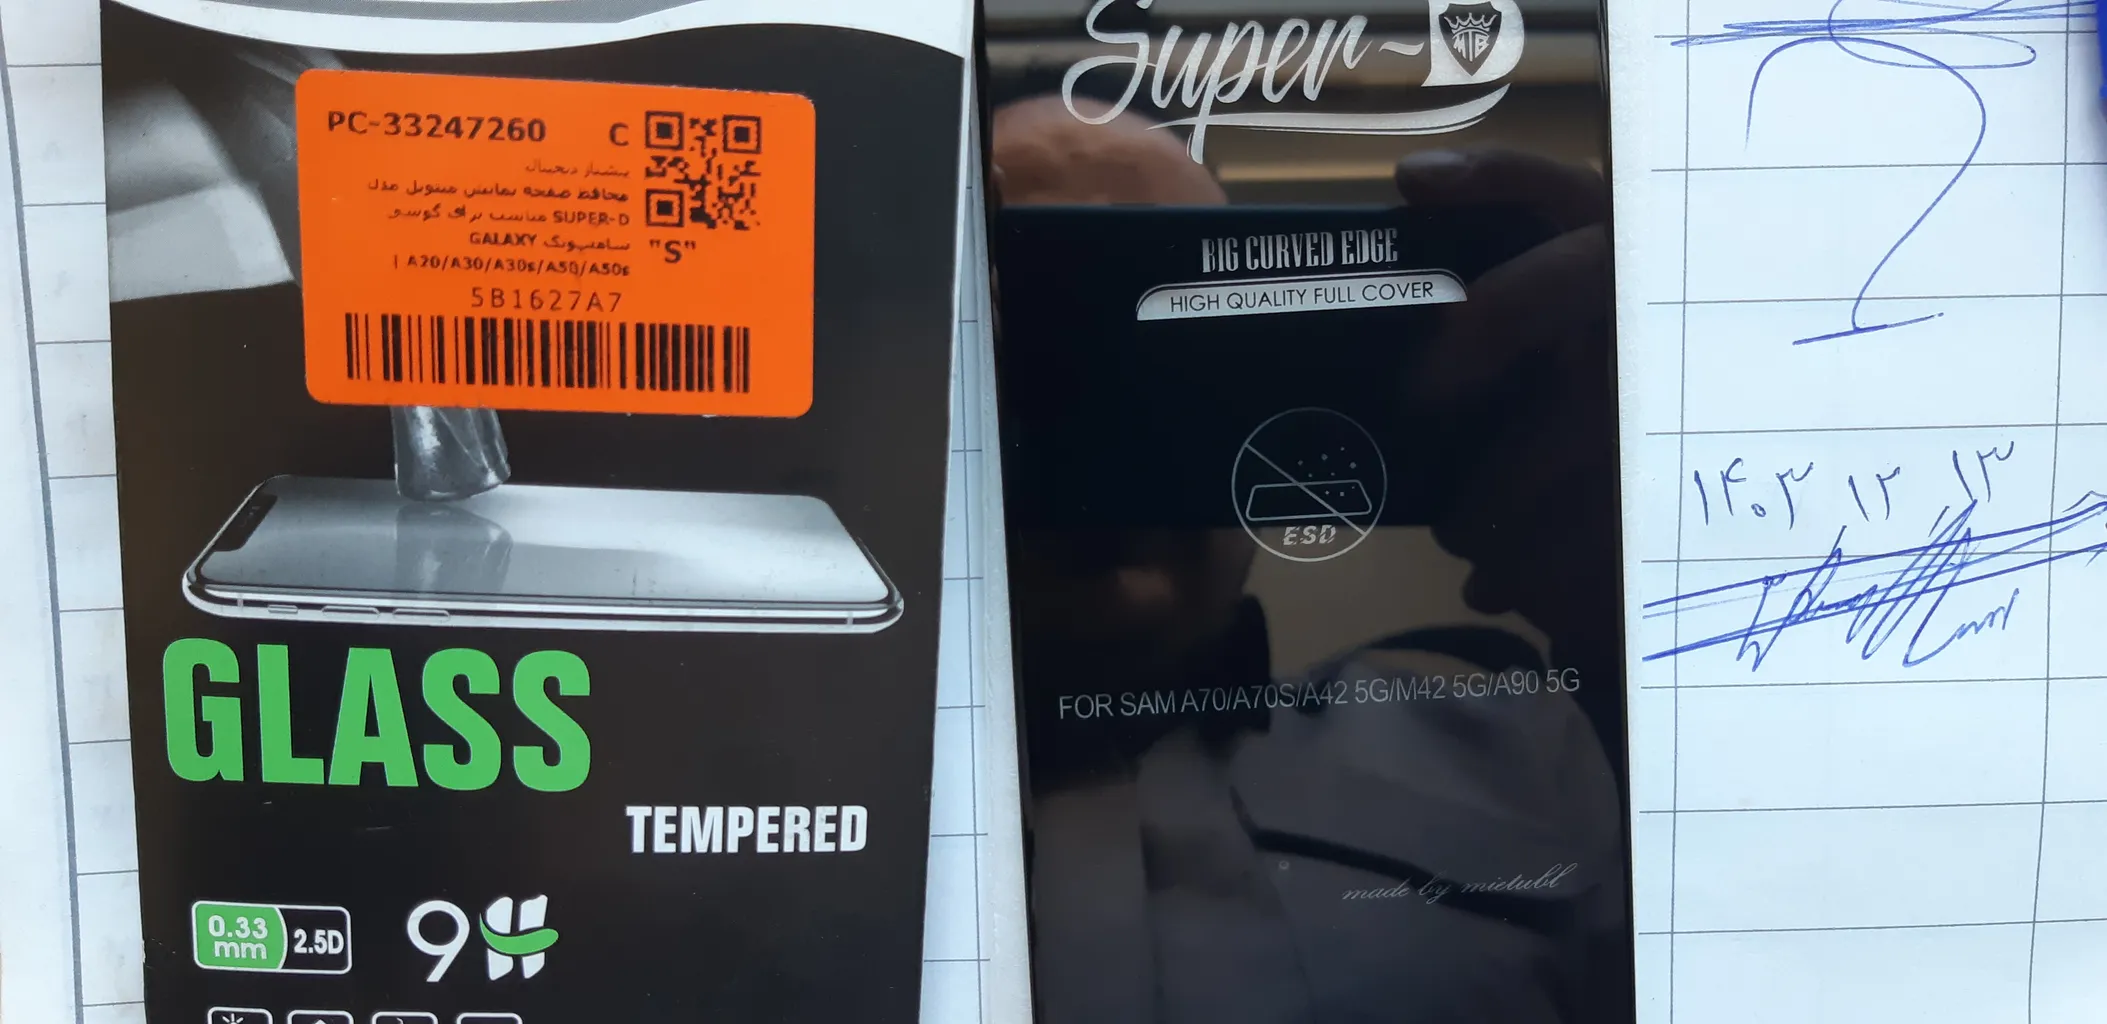 PC-33247260 C
پیشتاز دیجیتال
محافظ صفحه نمایش میتوبل مدل
SUPER-D مناسب برای گوشی
سامسونگ GALAXY
"S"
| A20/A30/A30s/A50/A50s
5B1627A7
GLASS
TEMPERED
0.33 mm 2.5D
9H
Super-D
MTB
BIG CURVED EDGE
HIGH QUALITY FULL COVER
ESD
FOR SAM A70/A70S/A42 5G/M42 5G/A90 5G
made by mietubl
۱۴۰۳ ۱۲ ۱۳